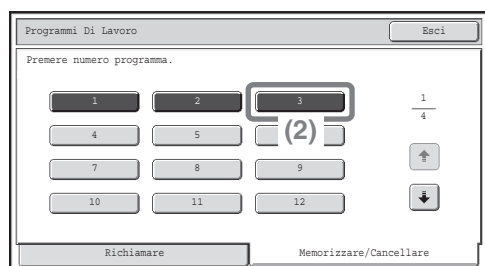 Programmi Di Lavoro Esci
Premere numero programma.
1 2 3 1
4
4 5 (2)
7 8 9
10 11 12
Richiamare Memorizzare/Cancellare